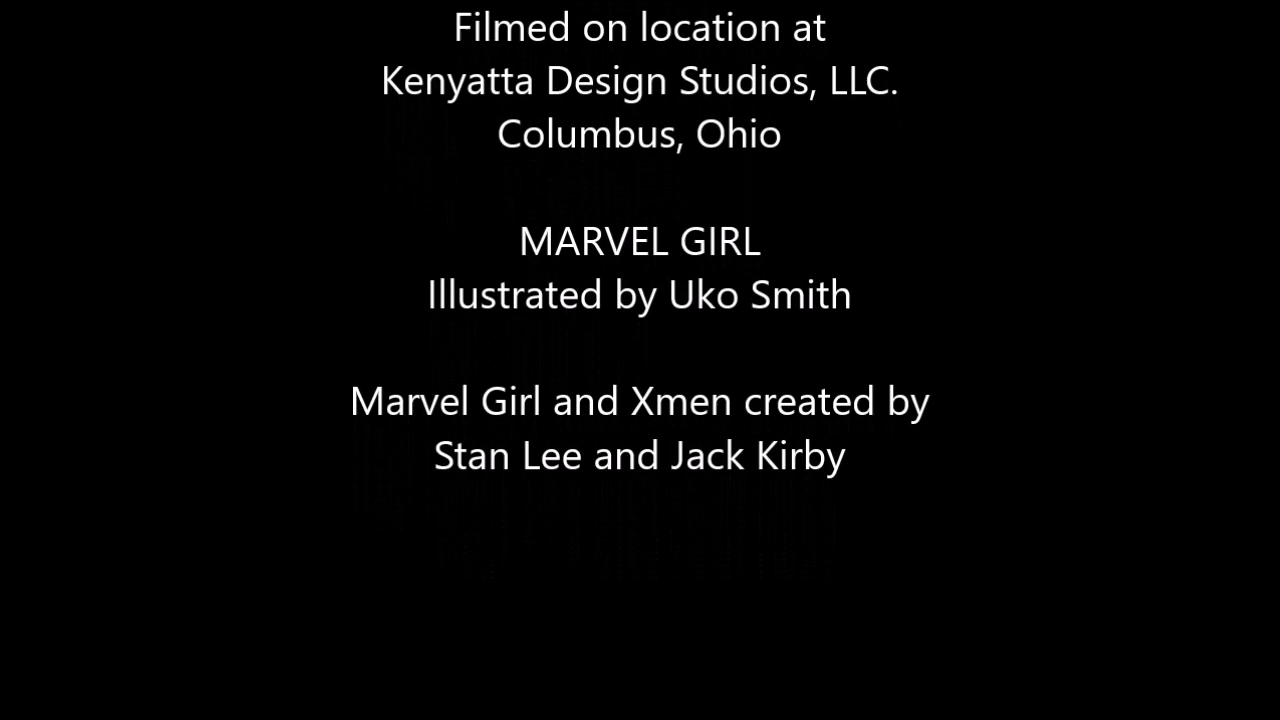 Filmed on location at
Kenyatta Design Studios, LLC.
Columbus, Ohio
MARVEL GIRL
Illustrated by Uko Smith
Marvel Girl and Xmen created by
Stan Lee and Jack Kirby